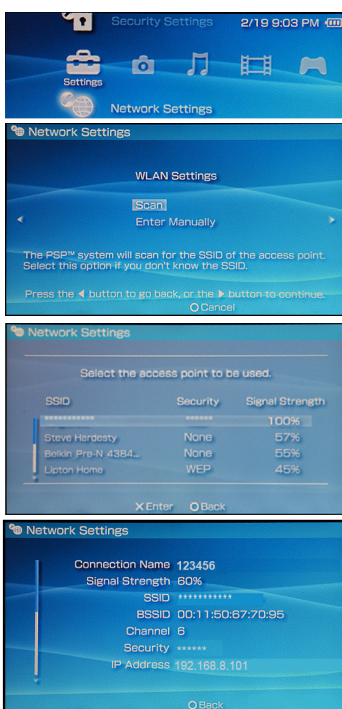 Security Settings
2/19 9:03 PM
Settings
Network Settings
Network Settings
WLAN Settings
Scan
Enter Manually
The PSP™ system will scan for the SSID of the access point.
Select this option if you don't know the SSID.
Press the ◀ button to go back, or the ▶ button to continue.
O Cancel
Network Settings
Select the access point to be used.
SSID Security Signal Strength
*********** ****** 100%
Steve Hardesty None 57%
Belkin Pre-N 4384... None 55%
Lipton Home WEP 45%
X Enter O Back
Network Settings
Connection Name 123456
Signal Strength 60%
SSID ***********
BSSID 00:11:50:67:70:95
Channel 6
Security ******
IP Address 192.168.8.101
O Back